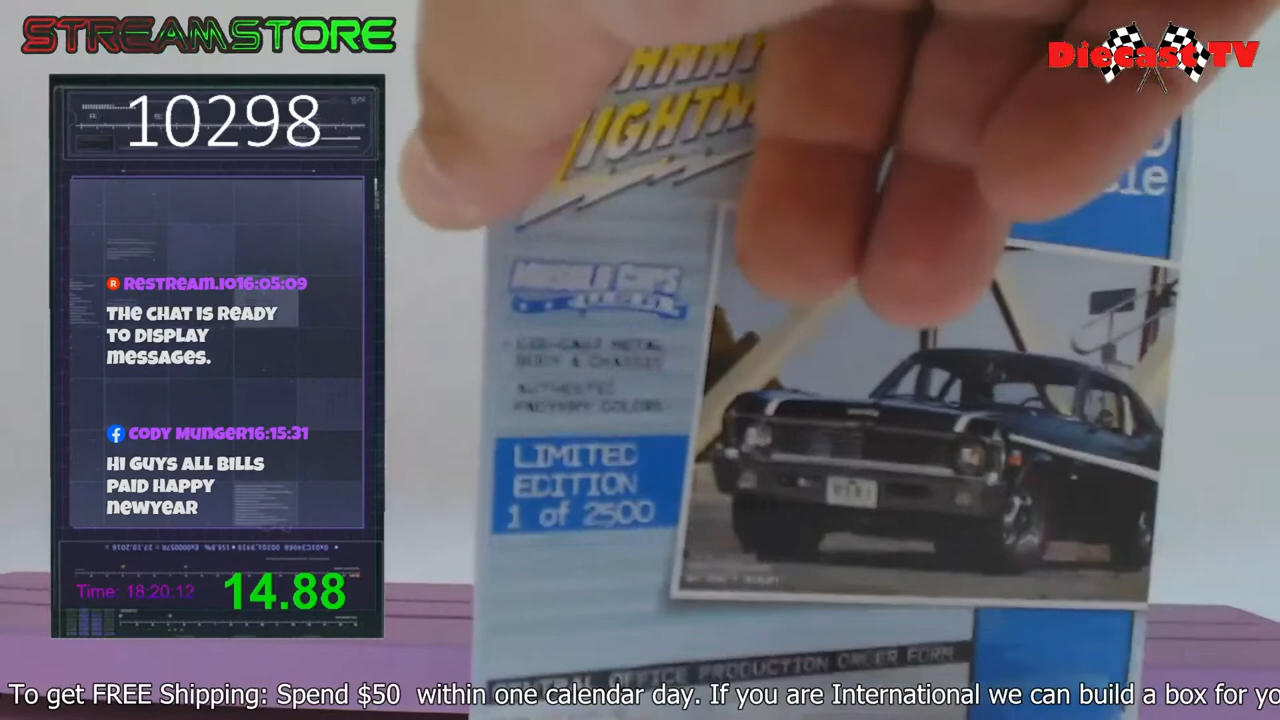 STREAMSTORE
Diecast TV
10298
Restream.io16:05:09
THE CHAT IS READY
TO DISPLAY
messages.
Cody Munger16:15:31
HI GUYS ALL BILLS
PAID HAPPY
newyear
Time: 18:20:12
14.88
LIGHTN
MUSCLE CARS
DIE-CAST METAL
BODY & CHASSIS
AUTHENTIC
FACTORY COLORS
LIMITED
EDITION
1 of 2500
CENTRAL OFFICE PRODUCTION ORDER FORM
To get FREE Shipping: Spend $50 within one calendar day. If you are International we can build a box for yo